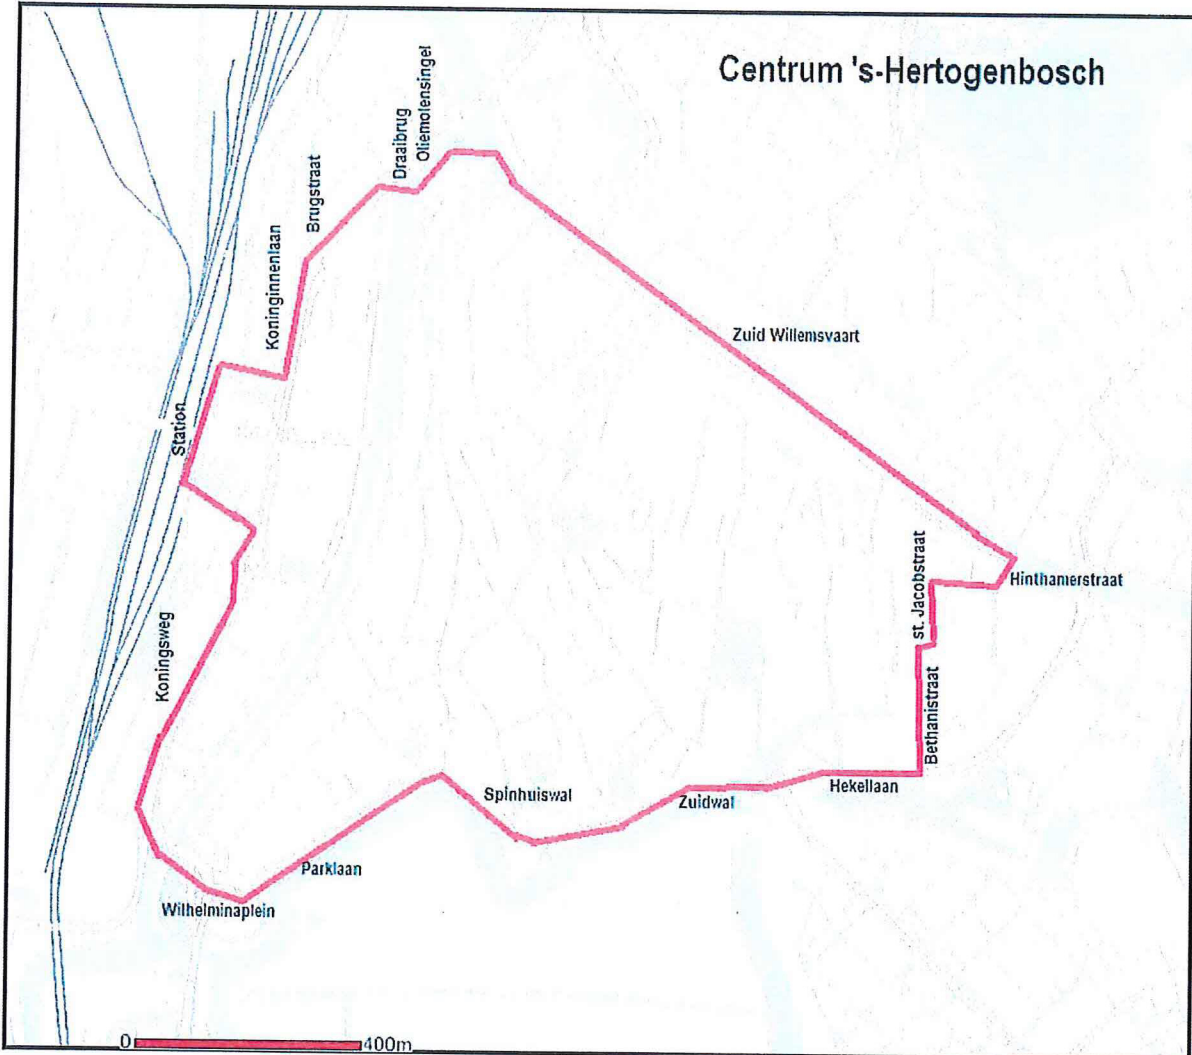 Centrum 's-Hertogenbosch
Draaibrug
Oliemolensingel
Brugstraat
Koninginnenlaan
Zuid Willemsvaart
Station
st. Jacobstraat
Hinthamerstraat
Koningsweg
Bethanistraat
Hekellaan
Spinhuiswal
Zuidwal
Parklaan
Wilhelminaplein
0
400m